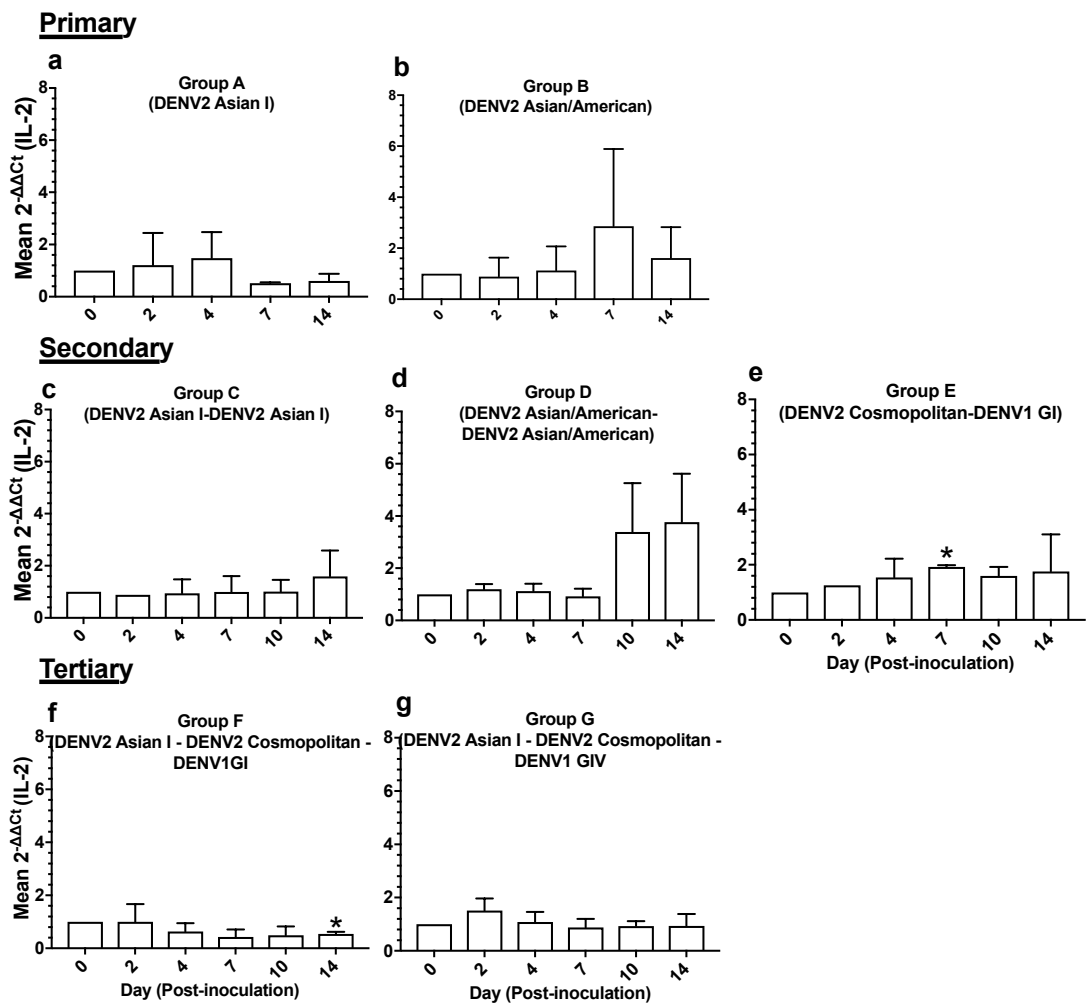 Primary
a
Group A
(DENV2 Asian I)
Mean 2^-ΔΔCt (IL-2)
8
6
4
2
0
0 2 4 7 14
b
Group B
(DENV2 Asian/American)
8
6
4
2
0
0 2 4 7 14
Secondary
c
Group C
(DENV2 Asian I-DENV2 Asian I)
Mean 2^-ΔΔCt (IL-2)
8
6
4
2
0
0 2 4 7 10 14
d
Group D
(DENV2 Asian/American-
DENV2 Asian/American)
8
6
4
2
0
0 2 4 7 10 14
e
Group E
(DENV2 Cosmopolitan-DENV1 GI)
8
6
4
2
0
*
0 2 4 7 10 14
Day (Post-inoculation)
Tertiary
f
Group F
(DENV2 Asian I - DENV2 Cosmopolitan -
DENV1GI)
Mean 2^-ΔΔCt (IL-2)
8
6
4
2
0
*
0 2 4 7 10 14
Day (Post-inoculation)
g
Group G
(DENV2 Asian I - DENV2 Cosmopolitan -
DENV1 GIV)
8
6
4
2
0
0 2 4 7 10 14
Day (Post-inoculation)